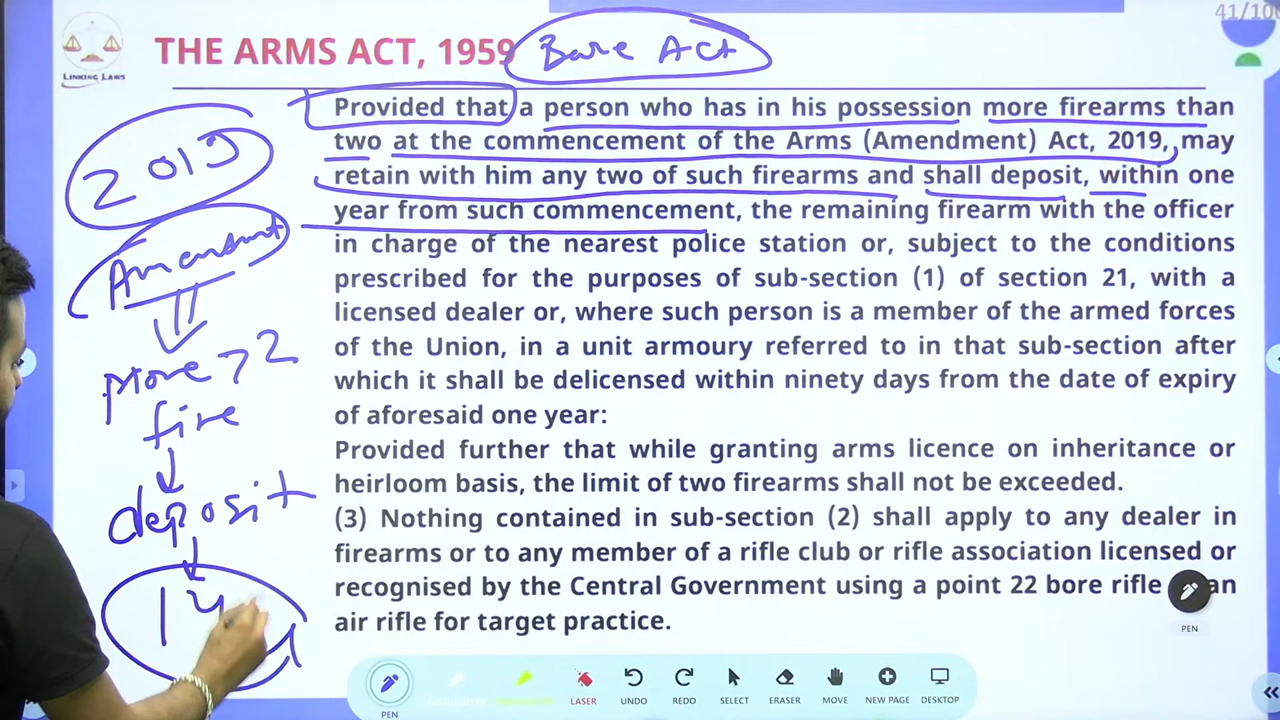 41/100
LINKING LAWS
THE ARMS ACT, 1959
Bare Act
Provided that a person who has in his possession more firearms than
two at the commencement of the Arms (Amendment) Act, 2019, may
retain with him any two of such firearms and shall deposit, within one
year from such commencement, the remaining firearm with the officer
in charge of the nearest police station or, subject to the conditions
prescribed for the purposes of sub-section (1) of section 21, with a
licensed dealer or, where such person is a member of the armed forces
of the Union, in a unit armoury referred to in that sub-section after
which it shall be delicensed within ninety days from the date of expiry
of aforesaid one year:
Provided further that while granting arms licence on inheritance or
heirloom basis, the limit of two firearms shall not be exceeded.
(3) Nothing contained in sub-section (2) shall apply to any dealer in
firearms or to any member of a rifle club or rifle association licensed or
recognised by the Central Government using a point 22 bore rifle an
air rifle for target practice.
2019
Amendment
more > 2
fire
deposit
1 y
PEN
PEN
LASER
UNDO
REDO
SELECT
ERASER
MOVE
NEW PAGE
DESKTOP